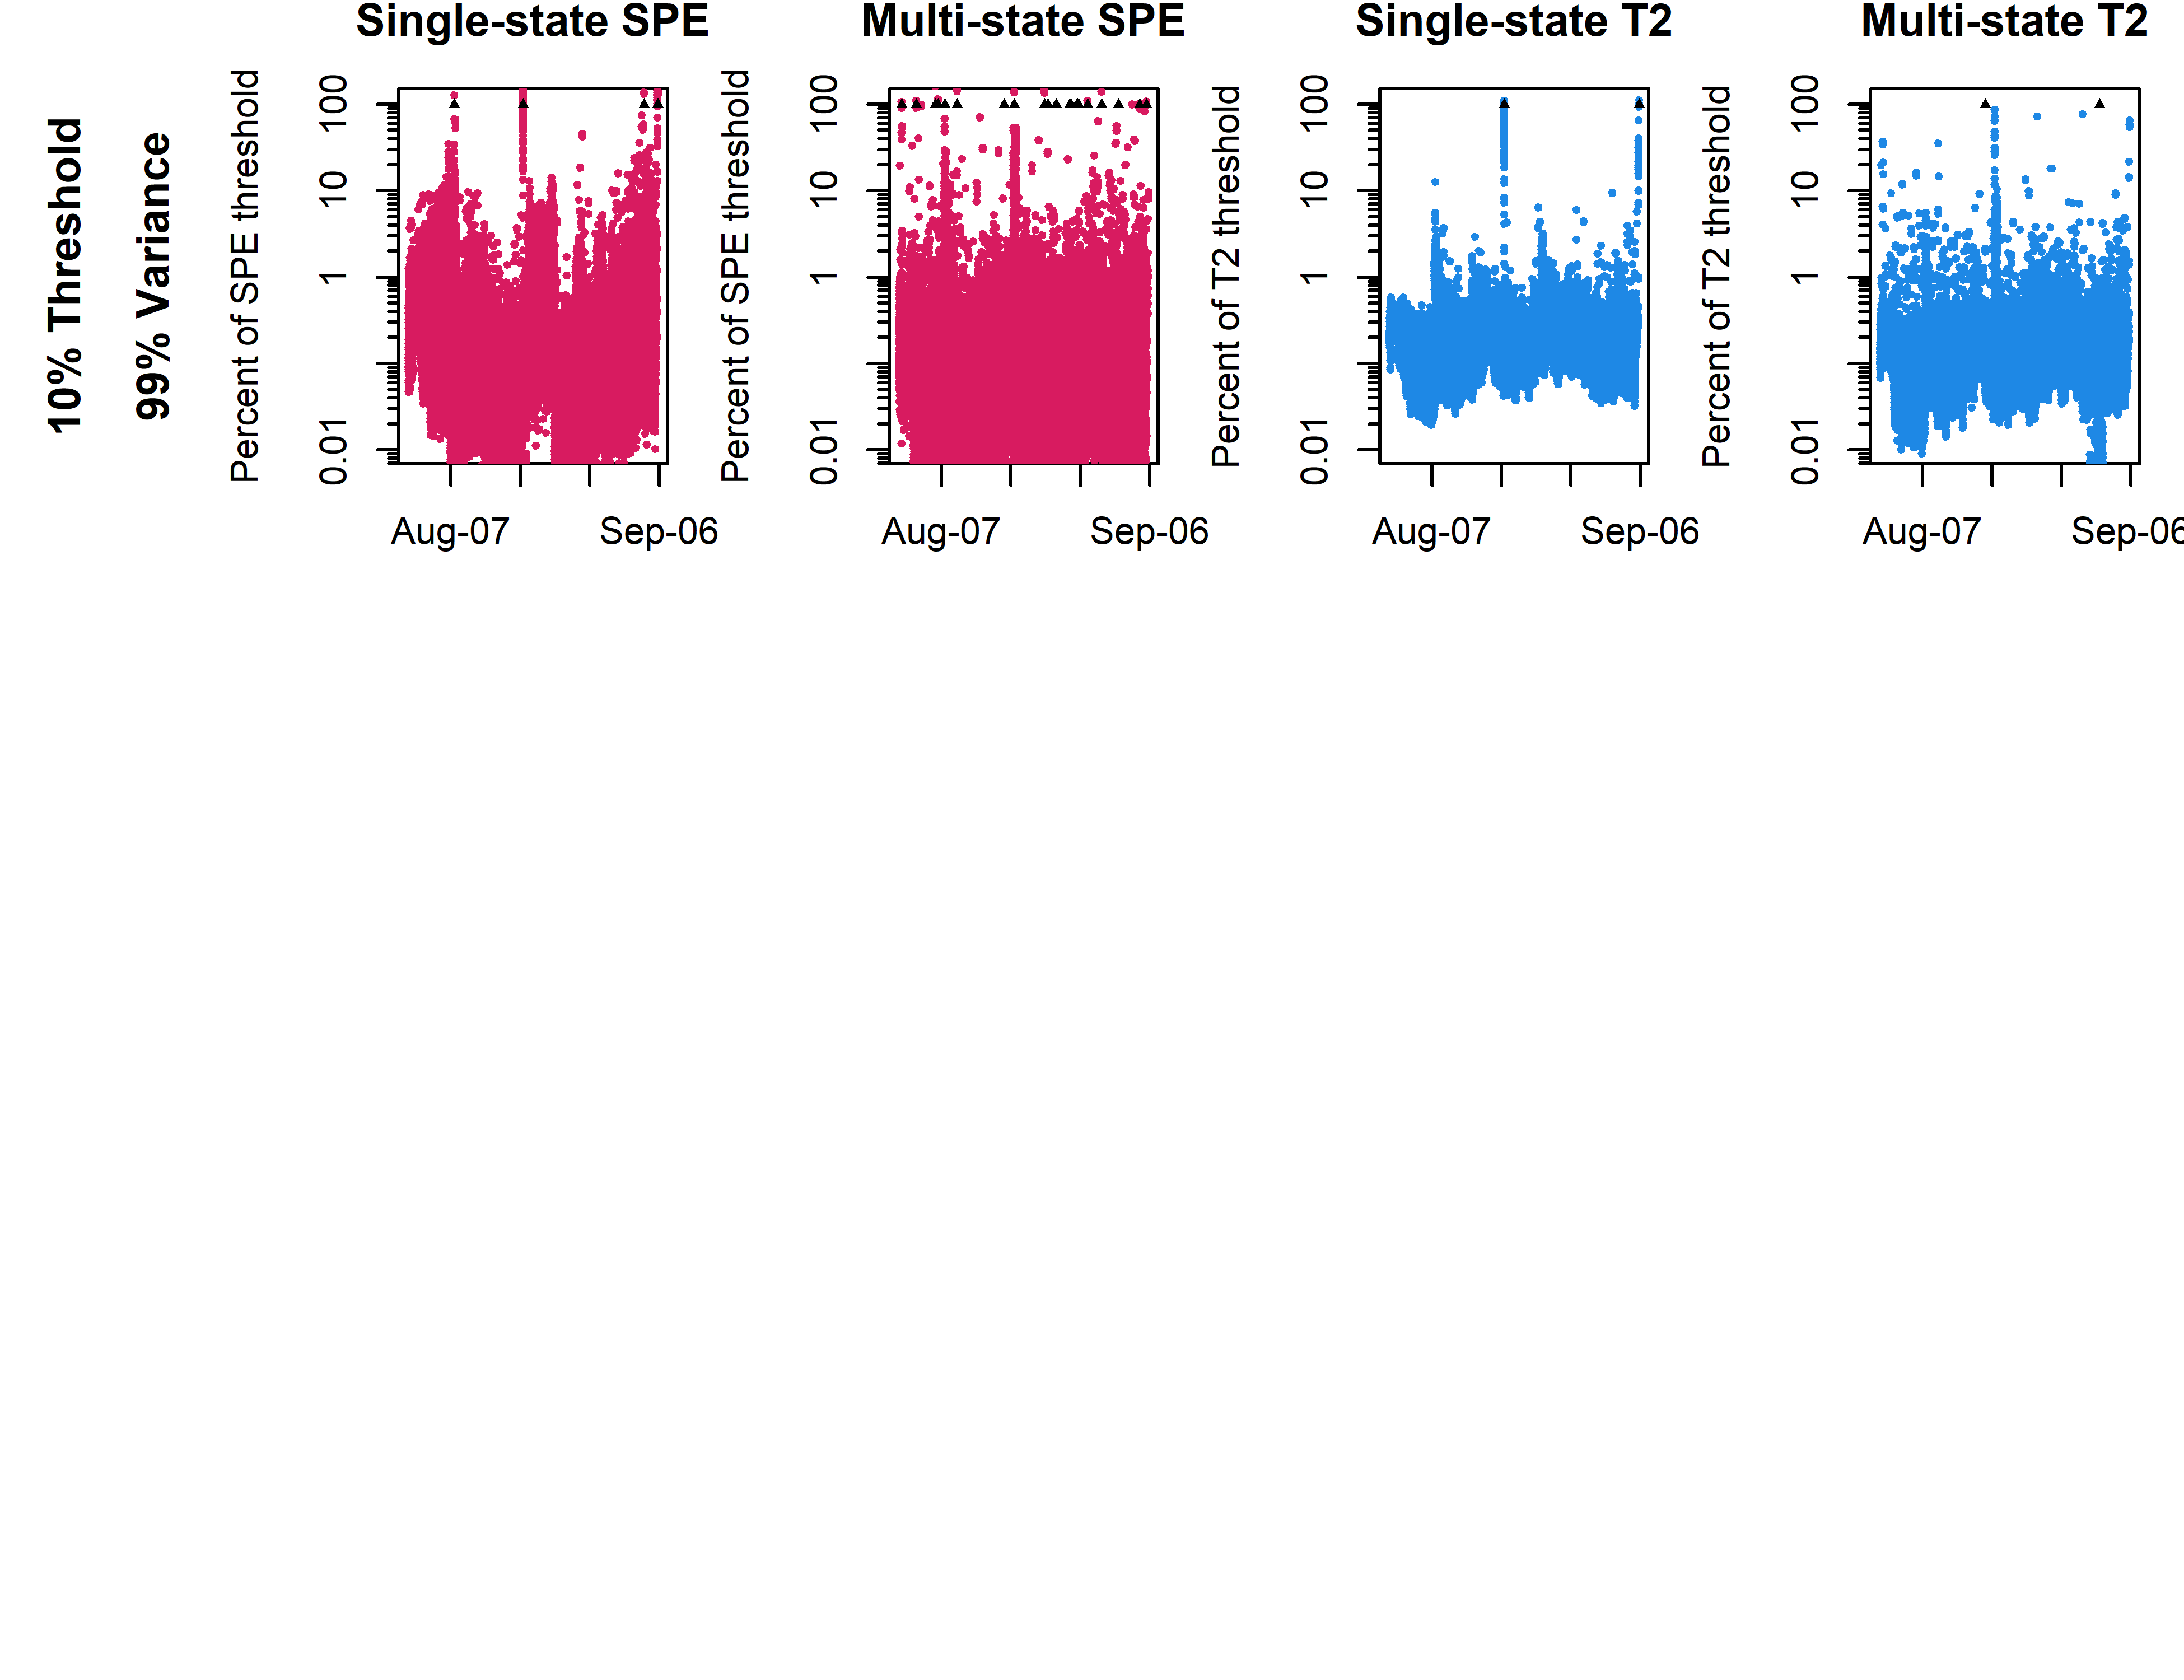 Single-state SPE
Multi-state SPE
Single-state T2
Multi-state T2
10% Threshold
99% Variance
Percent of SPE threshold
100
10
1
0.01
Aug-07
Sep-06
Percent of SPE threshold
100
10
1
0.01
Aug-07
Sep-06
Percent of T2 threshold
100
10
1
0.01
Aug-07
Sep-06
Percent of T2 threshold
100
10
1
0.01
Aug-07
Sep-06